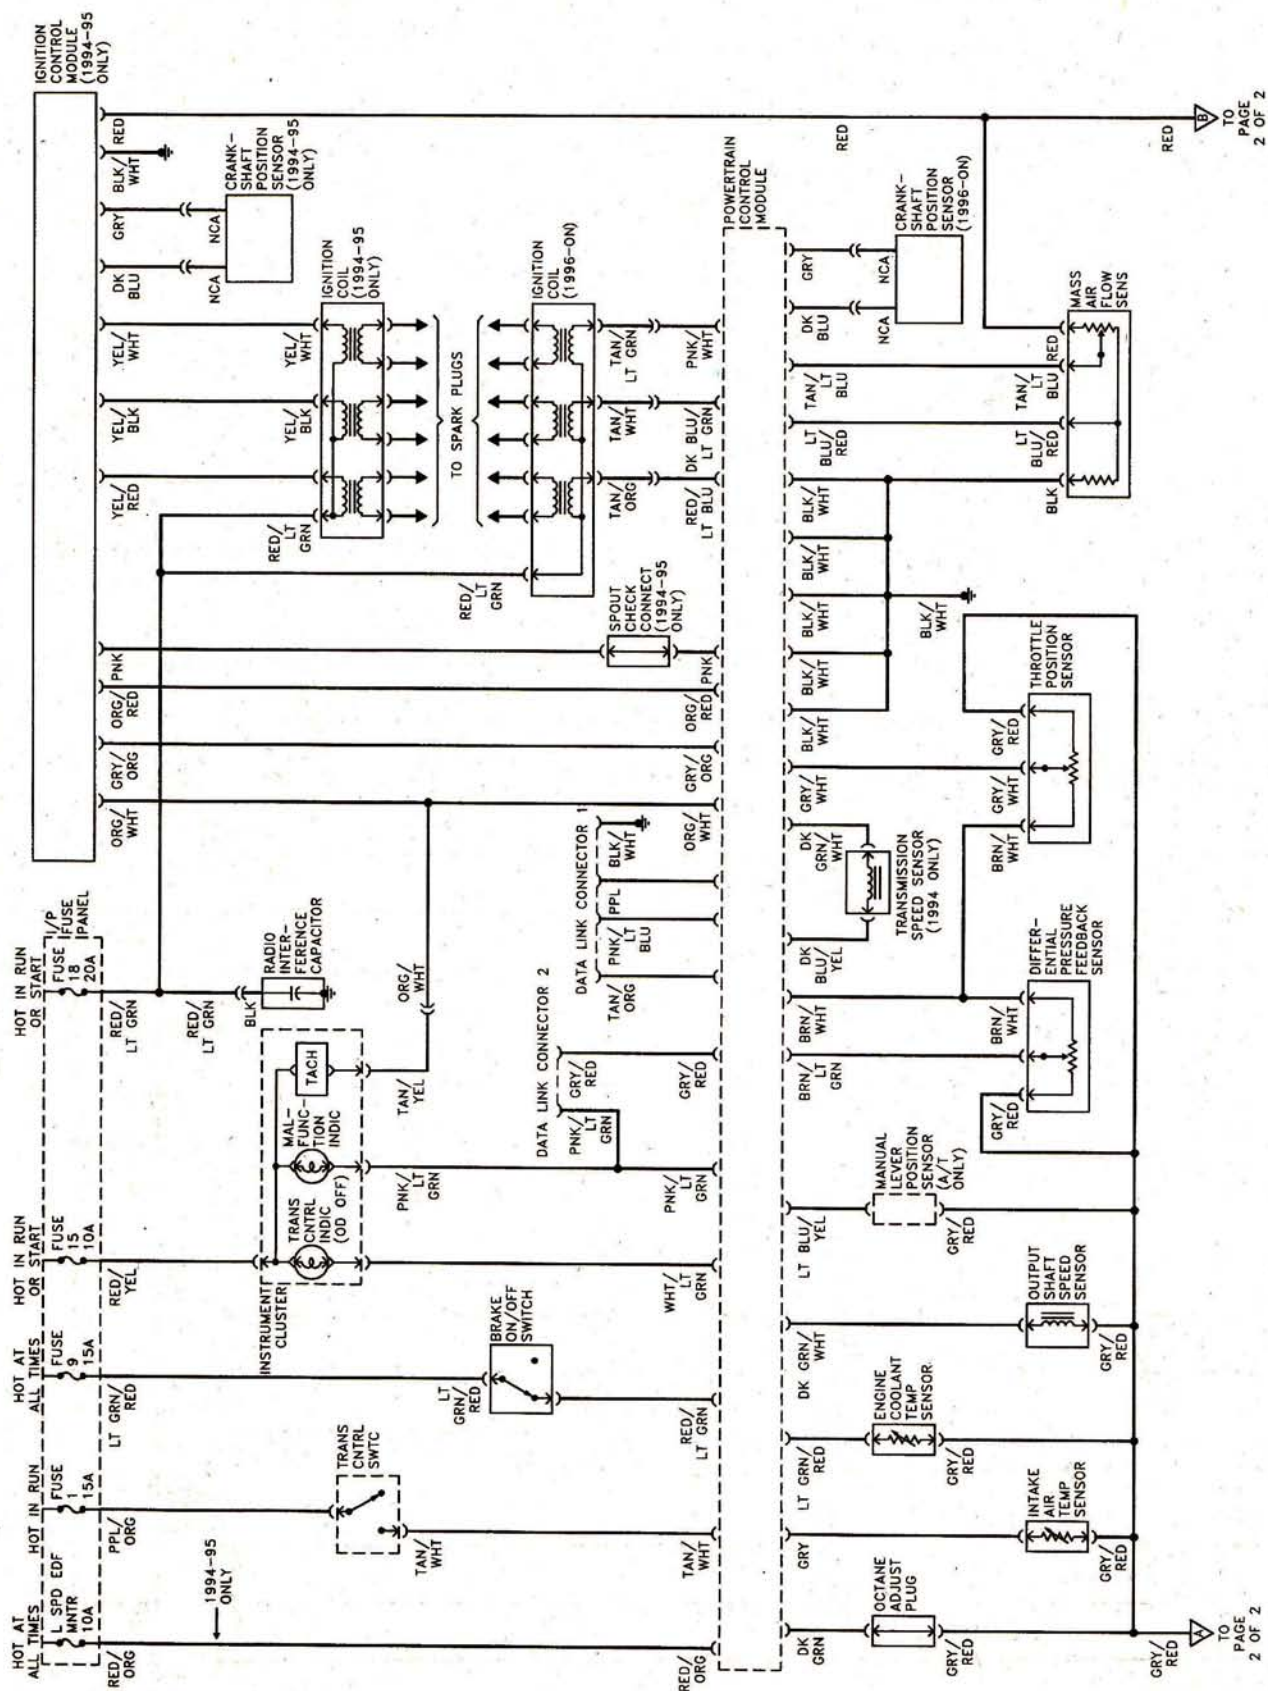 HOT AT
ALL TIMES
HOT IN RUN
HOT AT
ALL TIMES
HOT IN RUN
OR START
HOT IN RUN
OR START
L SPD EDF
MNTR
10A
FUSE
1
15A
FUSE
9
15A
FUSE
15
10A
FUSE
18
20A
I/P
FUSE
PANEL
IGNITION
CONTROL
MODULE
(1994-95
ONLY)
RED/
ORG
PPL/
ORG
LT GRN/
RED
RED/
YEL
RED/
LT GRN
ORG/
WHT
GRY/
ORG
ORG/
RED
PNK
YEL/
RED
YEL/
BLK
YEL/
WHT
DK
BLU
GRY
BLK/
WHT
RED
1994-95
ONLY
RED/
LT GRN
BLK
RADIO
INTER-
FERENCE
CAPACITOR
NCA
NCA
CRANK-
SHAFT
POSITION
SENSOR
(1994-95
ONLY)
INSTRUMENT
CLUSTER
TRANS
CNTRL
INDIC
(OD OFF)
MAL-
FUNC-
TION
INDIC
TACH
RED/
LT
GRN
YEL/
BLK
YEL/
WHT
IGNITION
COIL
(1994-95
ONLY)
TRANS
CNTRL
SWTC
TAN/
WHT
PNK/
LT
GRN
TAN/
YEL
ORG/
WHT
TO SPARK PLUGS
LT
GRN/
RED
BRAKE
ON/OFF
SWITCH
RED/
LT
GRN
IGNITION
COIL
(1996-ON)
DATA LINK CONNECTOR 2
PNK/
LT
GRN
GRY/
RED
DATA LINK CONNECTOR 1
TAN/
ORG
PNK/
LT
BLU
PPL
BLK/
WHT
SPOUT
CHECK
CONNECT
(1994-95
ONLY)
TAN/
ORG
TAN/
WHT
TAN/
LT GRN
RED/
ORG
TAN/
WHT
RED/
LT GRN
WHT/
LT
GRN
PNK/
LT
GRN
GRY/
RED
ORG/
WHT
GRY/
ORG
ORG/
RED
PNK
RED/
LT BLU
DK BLU/
LT GRN
PNK/
WHT
POWERTRAIN
CONTROL
MODULE
DK
GRN
GRY
LT GRN/
RED
DK GRN/
WHT
LT BLU/
YEL
BRN/
LT
GRN
BRN/
WHT
DK
BLU/
YEL
DK
GRN/
WHT
GRY/
WHT
BLK/
WHT
BLK/
WHT
BLK/
WHT
BLK/
WHT
BLK/
WHT
LT
BLU/
RED
TAN/
LT
BLU
DK
BLU
GRY
RED
OCTANE
ADJUST
PLUG
ENGINE
COOLANT
TEMP
SENSOR
MANUAL
LEVER
POSITION
SENSOR
(A/T
ONLY)
TRANSMISSION
SPEED SENSOR
(1994 ONLY)
BLK/
WHT
NCA
NCA
CRANK-
SHAFT
POSITION
SENSOR
(1996-ON)
GRY/
RED
GRY/
RED
GRY/
RED
GRY/
RED
BRN/
WHT
BRN/
WHT
GRY/
WHT
GRY/
RED
BLK
LT
BLU/
RED
TAN/
LT
BLU
RED
INTAKE
AIR
TEMP
SENSOR
OUTPUT
SHAFT
SPEED
SENSOR
DIFFER-
ENTIAL
PRESSURE
FEEDBACK
SENSOR
THROTTLE
POSITION
SENSOR
MASS
AIR
FLOW
SENS
GRY/
RED
GRY/
RED
GRY/
RED
RED
A
TO
PAGE
2 OF 2
B
TO
PAGE
2 OF 2